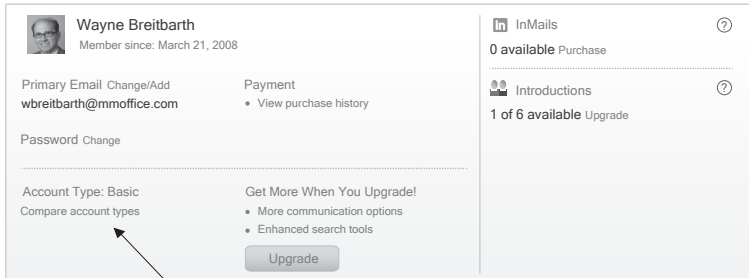 Wayne Breitbarth
Member since: March 21, 2008
Primary Email Change/Add
wbreitbarth@mmoffice.com
Payment
• View purchase history
Password Change
Account Type: Basic
Compare account types
Get More When You Upgrade!
• More communication options
• Enhanced search tools
Upgrade
in InMails ?
0 available Purchase
Introductions ?
1 of 6 available Upgrade